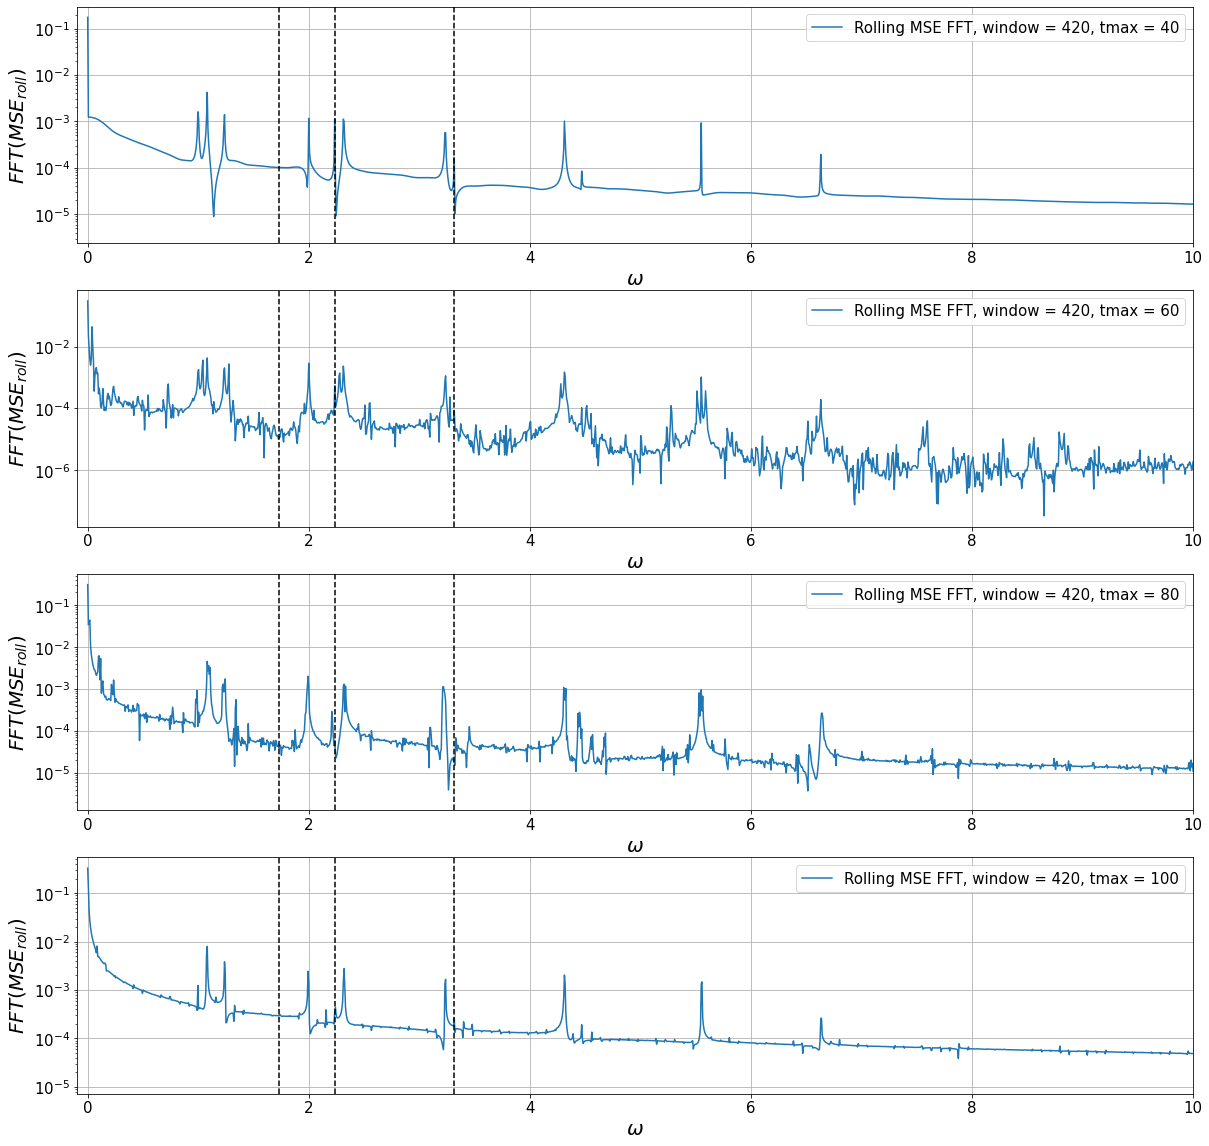 Rolling MSE FFT, window = 420, tmax = 40
FFT(MSE_roll)
10^-1
10^-2
10^-3
10^-4
10^-5
0 2 4 6 8 10
ω
Rolling MSE FFT, window = 420, tmax = 60
FFT(MSE_roll)
10^-2
10^-4
10^-6
0 2 4 6 8 10
ω
Rolling MSE FFT, window = 420, tmax = 80
FFT(MSE_roll)
10^-1
10^-2
10^-3
10^-4
10^-5
0 2 4 6 8 10
ω
Rolling MSE FFT, window = 420, tmax = 100
FFT(MSE_roll)
10^-1
10^-2
10^-3
10^-4
10^-5
0 2 4 6 8 10
ω